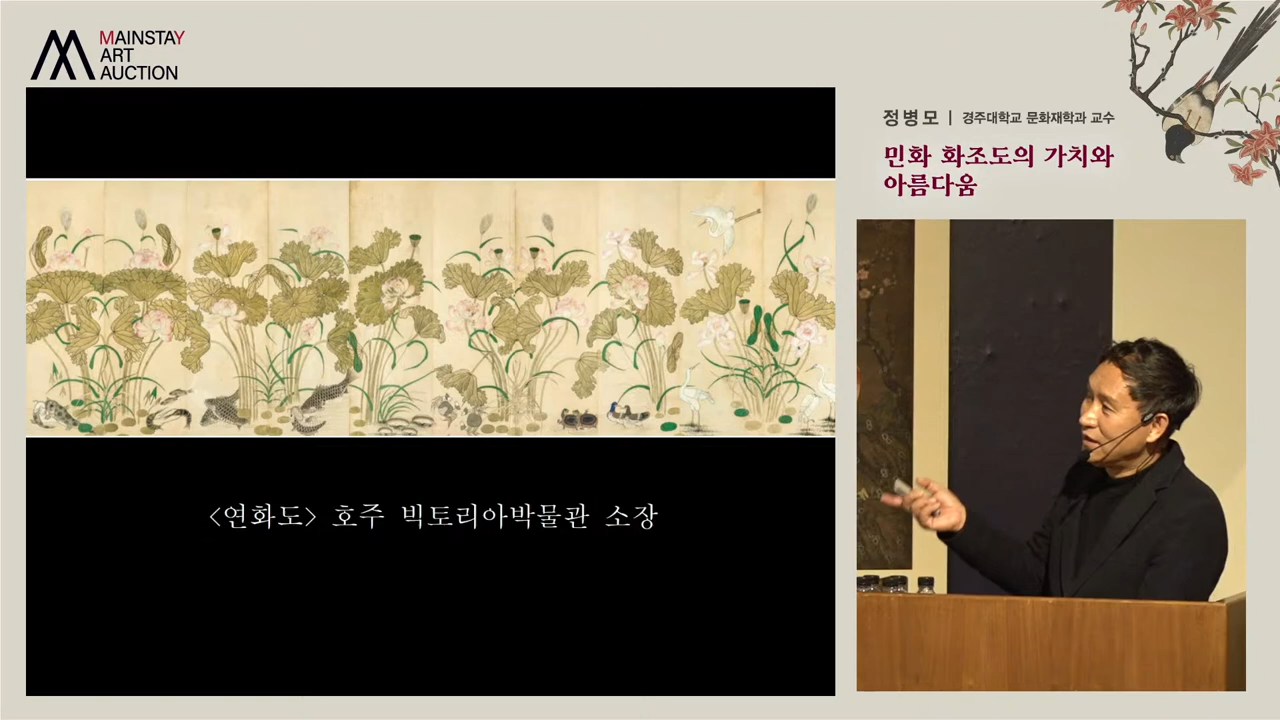 MAINSTAY
ART
AUCTION
정병모 | 경주대학교 문화재학과 교수
민화 화조도의 가치와
아름다움
<연화도> 호주 빅토리아박물관 소장